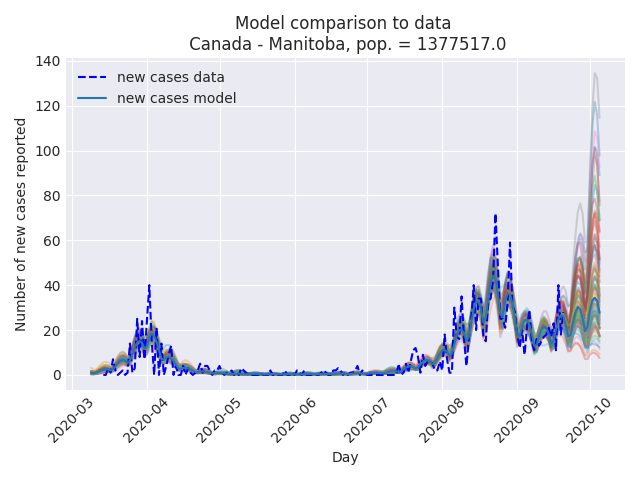 Model comparison to data
Canada - Manitoba, pop. = 1377517.0
140
120
100
80
60
40
20
0
Number of new cases reported
new cases data
new cases model
2020-03
2020-04
2020-05
2020-06
2020-07
2020-08
2020-09
2020-10
Day